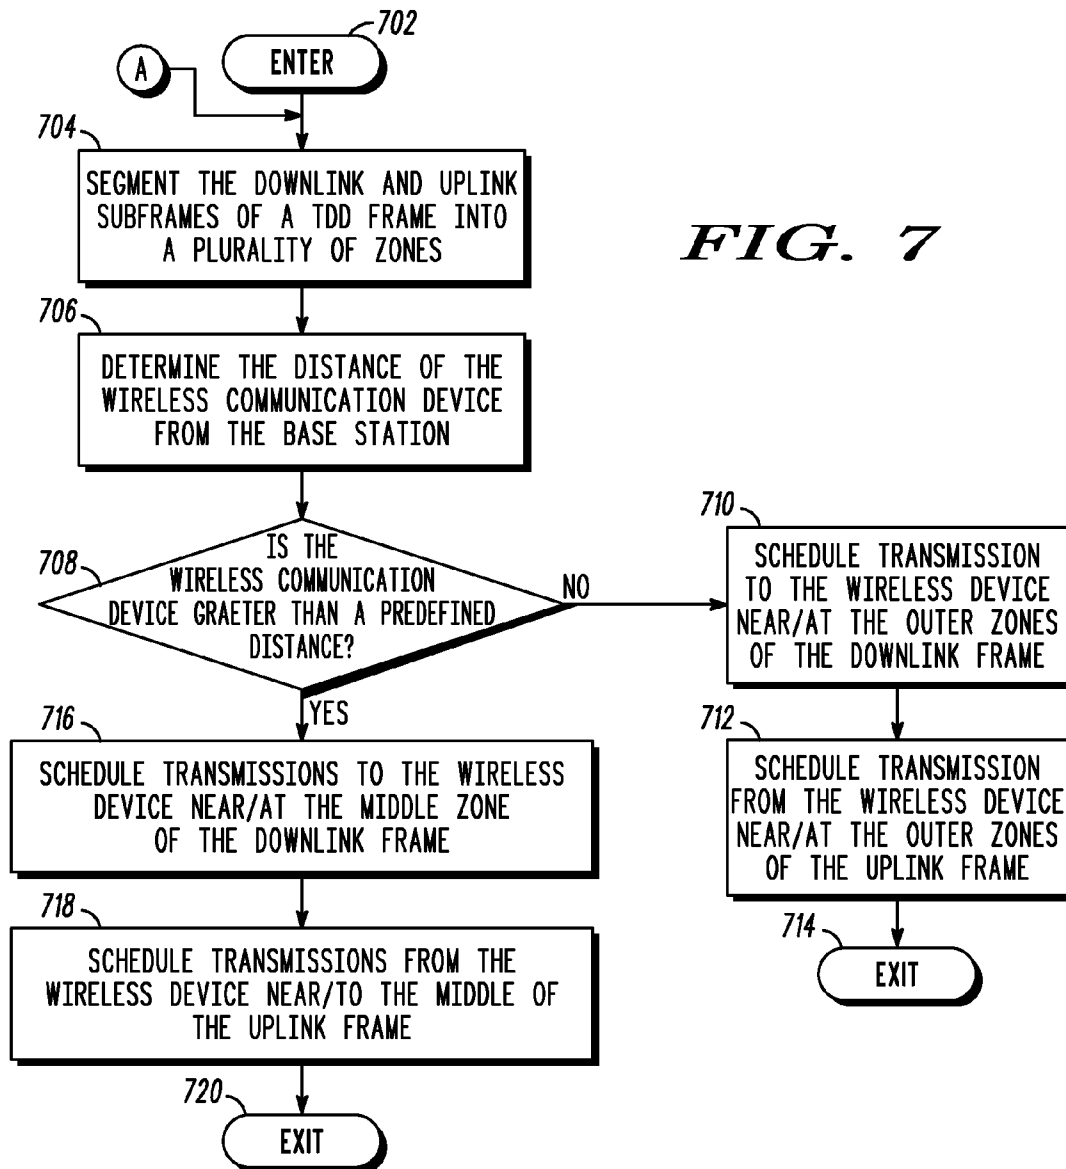 702
A
ENTER
704
SEGMENT THE DOWNLINK AND UPLINK
SUBFRAMES OF A TDD FRAME INTO
A PLURALITY OF ZONES
FIG. 7
706
DETERMINE THE DISTANCE OF THE
WIRELESS COMMUNICATION DEVICE
FROM THE BASE STATION
708
IS THE
WIRELESS COMMUNICATION
DEVICE GRAETER THAN A PREDEFINED
DISTANCE?
NO
YES
710
SCHEDULE TRANSMISSION
TO THE WIRELESS DEVICE
NEAR/AT THE OUTER ZONES
OF THE DOWNLINK FRAME
712
SCHEDULE TRANSMISSION
FROM THE WIRELESS DEVICE
NEAR/AT THE OUTER ZONES
OF THE UPLINK FRAME
714
EXIT
716
SCHEDULE TRANSMISSIONS TO THE WIRELESS
DEVICE NEAR/AT THE MIDDLE ZONE
OF THE DOWNLINK FRAME
718
SCHEDULE TRANSMISSIONS FROM THE
WIRELESS DEVICE NEAR/TO THE MIDDLE OF
THE UPLINK FRAME
720
EXIT